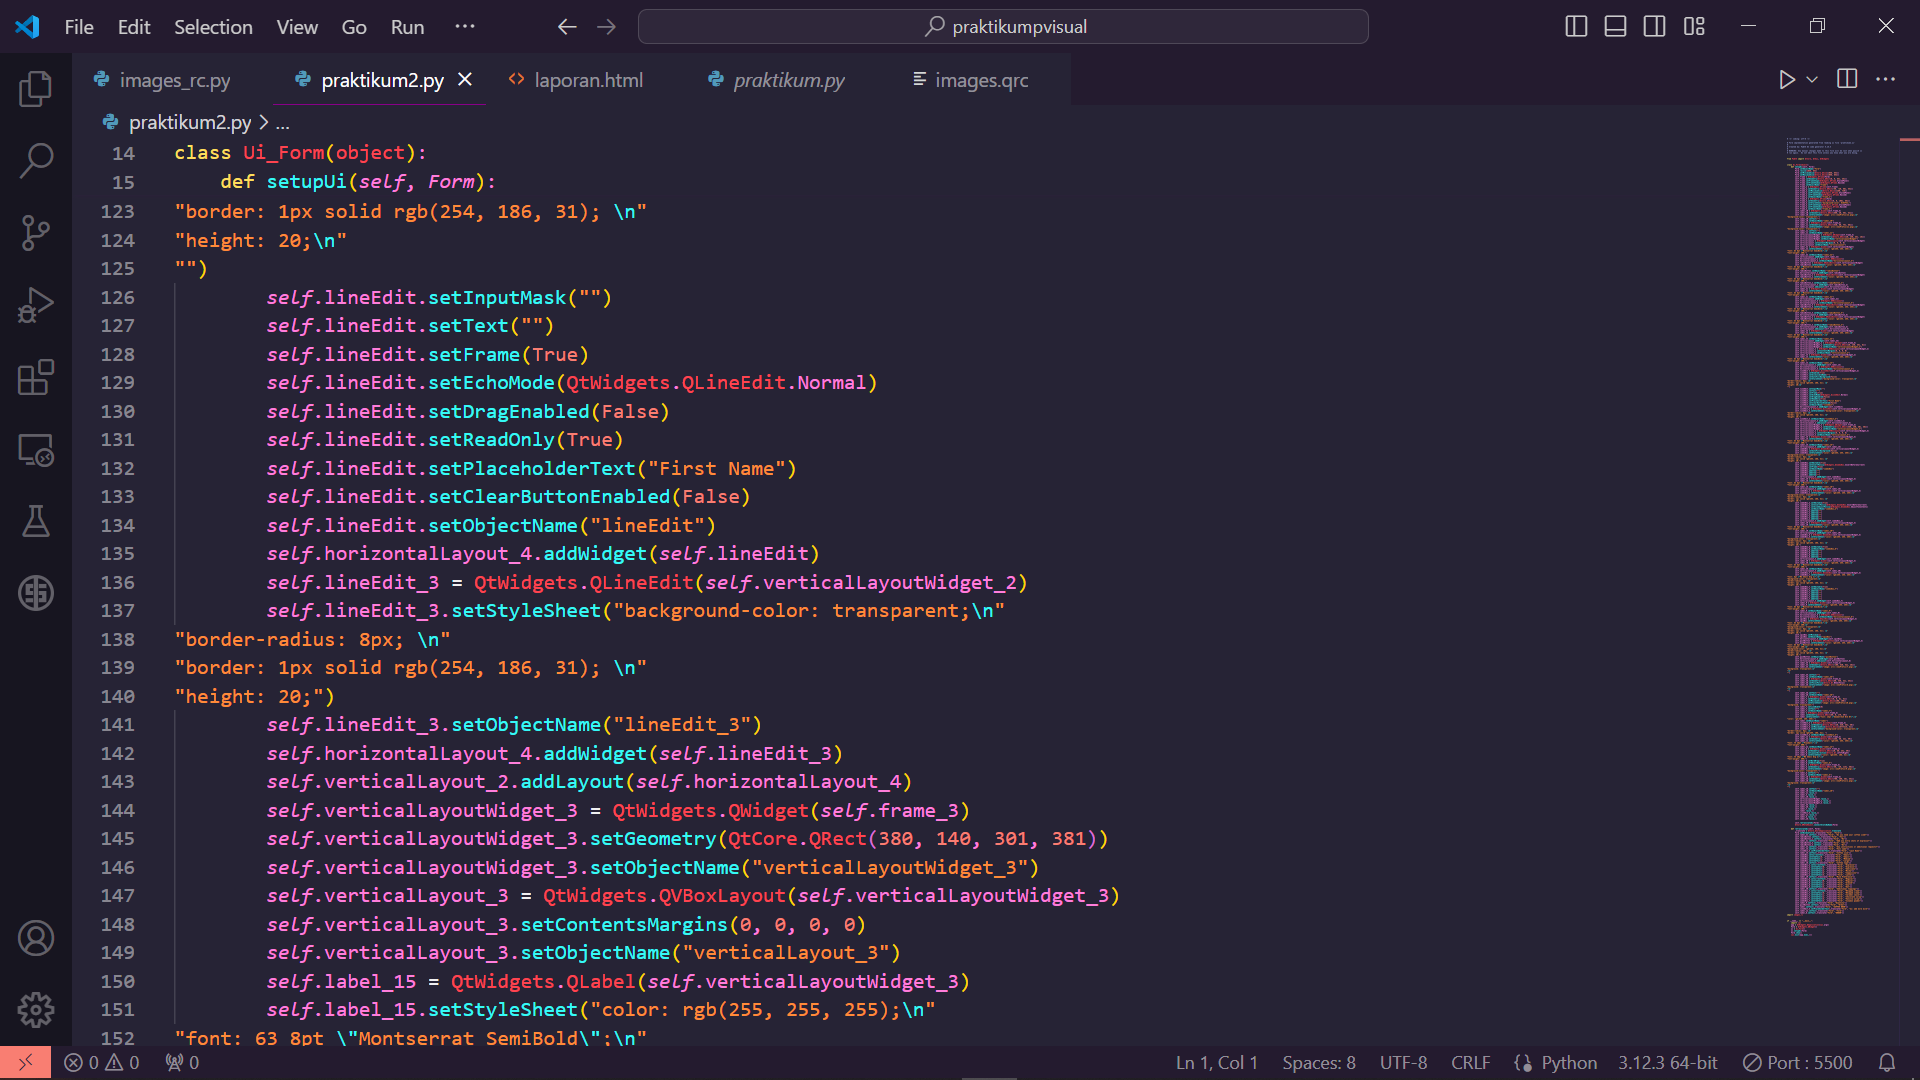 File Edit Selection View Go Run ··· praktikumpvisual
images_rc.py praktikum2.py laporan.html praktikum.py images.qrc
praktikum2.py > ...
14 class Ui_Form(object):
15 def setupUi(self, Form):
123 "border: 1px solid rgb(254, 186, 31); \n"
124 "height: 20;\n"
125 "")
126 self.lineEdit.setInputMask("")
127 self.lineEdit.setText("")
128 self.lineEdit.setFrame(True)
129 self.lineEdit.setEchoMode(QtWidgets.QLineEdit.Normal)
130 self.lineEdit.setDragEnabled(False)
131 self.lineEdit.setReadOnly(True)
132 self.lineEdit.setPlaceholderText("First Name")
133 self.lineEdit.setClearButtonEnabled(False)
134 self.lineEdit.setObjectName("lineEdit")
135 self.horizontalLayout_4.addWidget(self.lineEdit)
136 self.lineEdit_3 = QtWidgets.QLineEdit(self.verticalLayoutWidget_2)
137 self.lineEdit_3.setStyleSheet("background-color: transparent;\n"
138 "border-radius: 8px; \n"
139 "border: 1px solid rgb(254, 186, 31); \n"
140 "height: 20;")
141 self.lineEdit_3.setObjectName("lineEdit_3")
142 self.horizontalLayout_4.addWidget(self.lineEdit_3)
143 self.verticalLayout_2.addLayout(self.horizontalLayout_4)
144 self.verticalLayoutWidget_3 = QtWidgets.QWidget(self.frame_3)
145 self.verticalLayoutWidget_3.setGeometry(QtCore.QRect(380, 140, 301, 381))
146 self.verticalLayoutWidget_3.setObjectName("verticalLayoutWidget_3")
147 self.verticalLayout_3 = QtWidgets.QVBoxLayout(self.verticalLayoutWidget_3)
148 self.verticalLayout_3.setContentsMargins(0, 0, 0, 0)
149 self.verticalLayout_3.setObjectName("verticalLayout_3")
150 self.label_15 = QtWidgets.QLabel(self.verticalLayoutWidget_3)
151 self.label_15.setStyleSheet("color: rgb(255, 255, 255);\n"
152 "font: 63 8pt \"Montserrat SemiBold\";\n"
0 0 0 Ln 1, Col 1 Spaces: 8 UTF-8 CRLF Python 3.12.3 64-bit Port : 5500